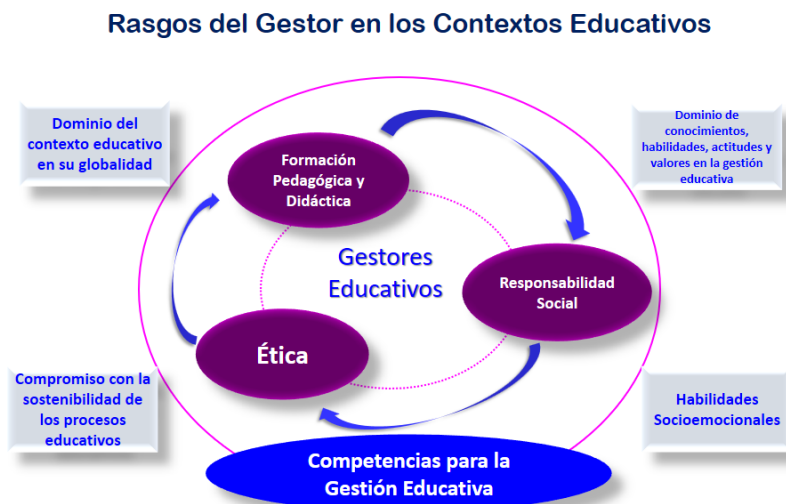 Rasgos del Gestor en los Contextos Educativos
Dominio del
contexto educativo
en su globalidad
Dominio de
conocimientos,
habilidades, actitudes y
valores en la gestión
educativa
Formación
Pedagógica y
Didáctica
Gestores
Educativos
Responsabilidad
Social
Ética
Compromiso con la
sostenibilidad de
los procesos
educativos
Habilidades
Socioemocionales
Competencias para la
Gestión Educativa